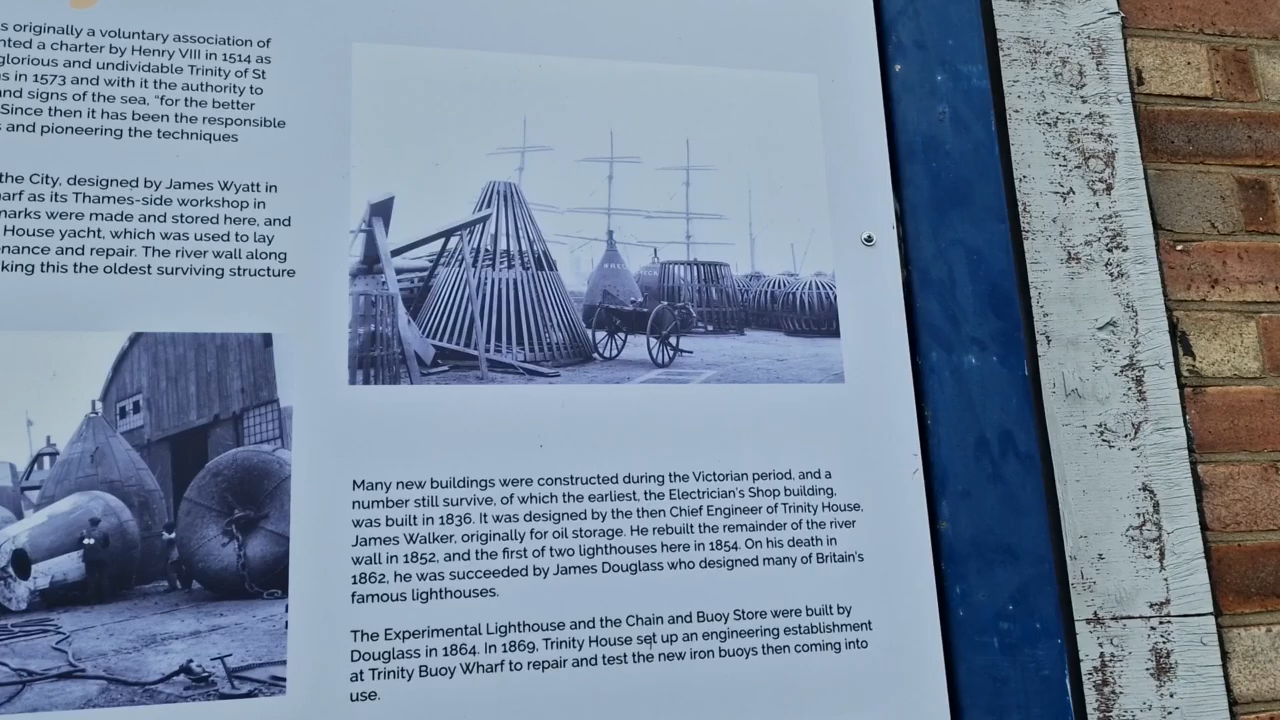 s originally a voluntary association of
nted a charter by Henry VIII in 1514 as
glorious and undividable Trinity of St
s in 1573 and with it the authority to
and signs of the sea, "for the better
Since then it has been the responsible
s and pioneering the techniques
the City, designed by James Wyatt in
arf as its Thames-side workshop in
marks were made and stored here, and
House yacht, which was used to lay
nance and repair. The river wall along
king this the oldest surviving structure
WRECK
Many new buildings were constructed during the Victorian period, and a
number still survive, of which the earliest, the Electrician's Shop building,
was built in 1836. It was designed by the then Chief Engineer of Trinity House,
James Walker, originally for oil storage. He rebuilt the remainder of the river
wall in 1852, and the first of two lighthouses here in 1854. On his death in
1862, he was succeeded by James Douglass who designed many of Britain's
famous lighthouses.
The Experimental Lighthouse and the Chain and Buoy Store were built by
Douglass in 1864. In 1869, Trinity House set up an engineering establishment
at Trinity Buoy Wharf to repair and test the new iron buoys then coming into
use.